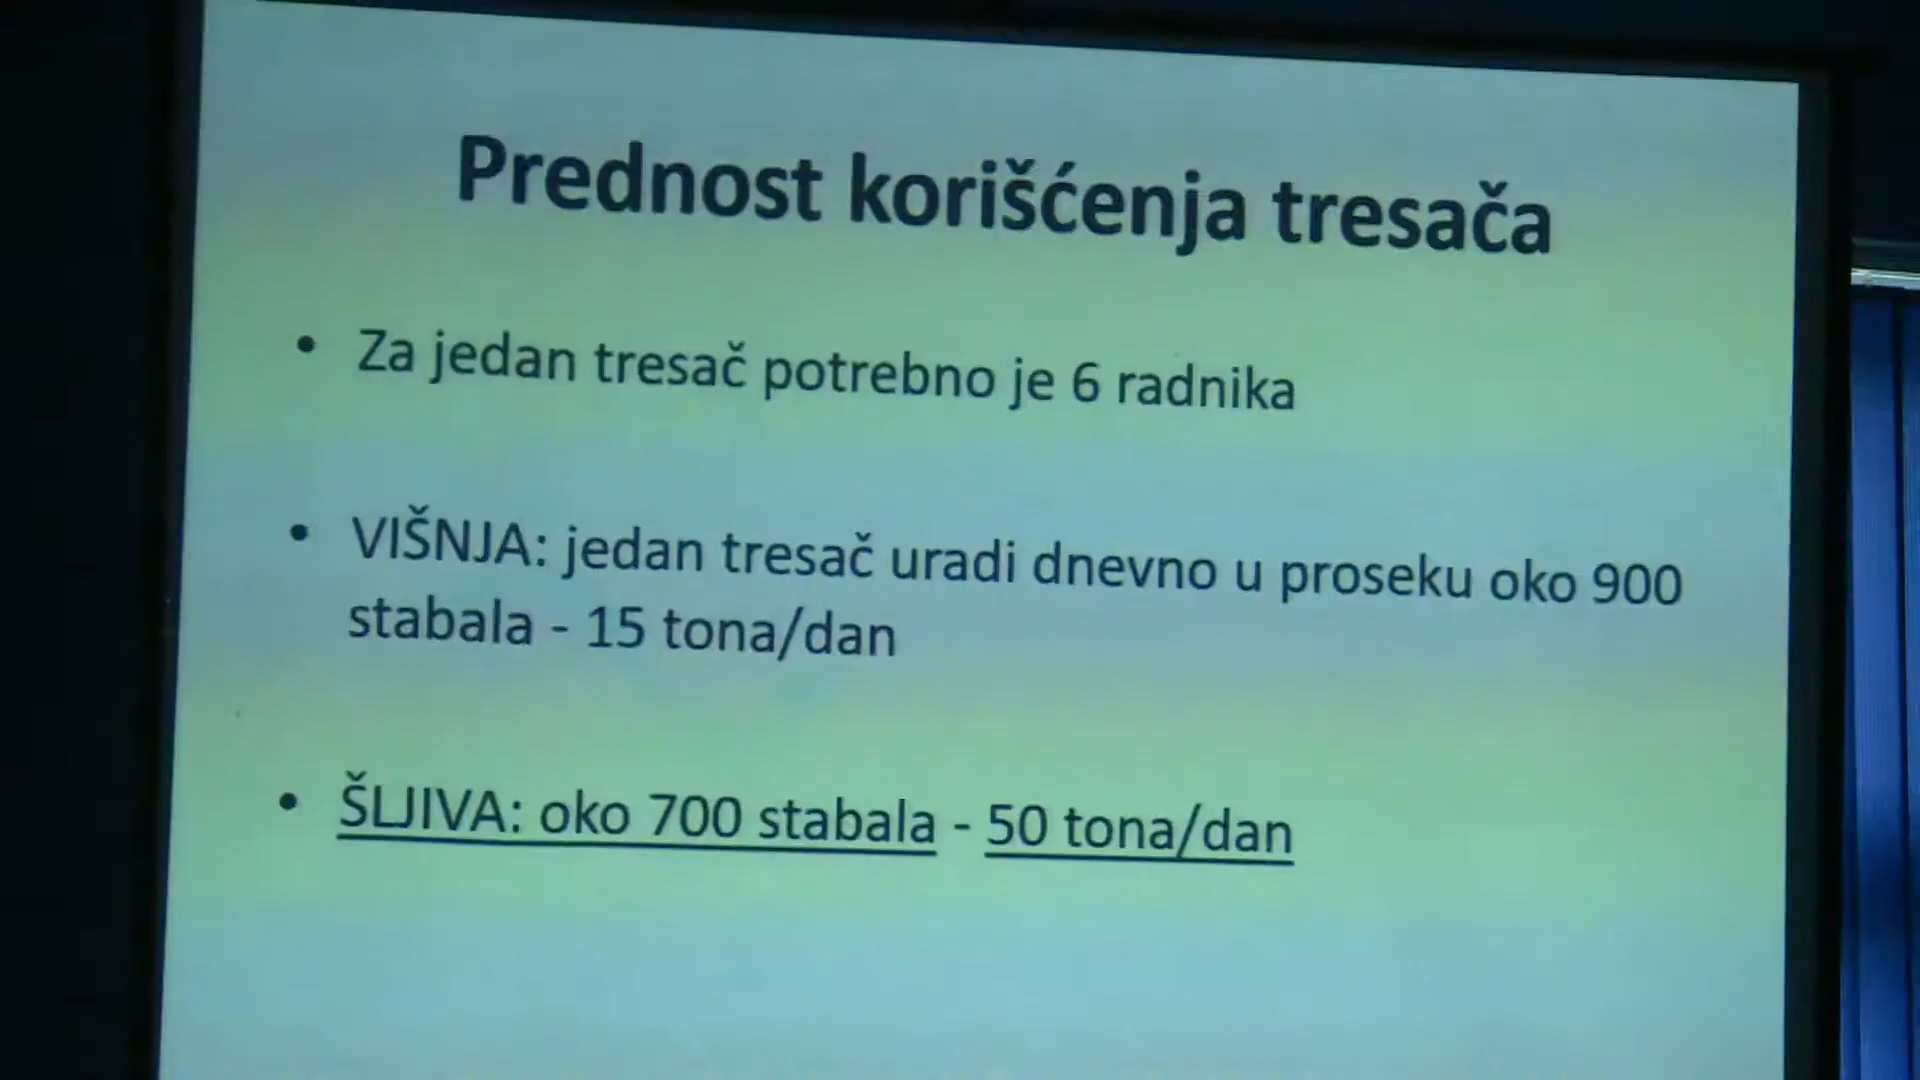 Prednost korišćenja tresača
• Za jedan tresač potrebno je 6 radnika
• VIŠNJA: jedan tresač uradi dnevno u proseku oko 900
stabala - 15 tona/dan
• ŠLJIVA: oko 700 stabala - 50 tona/dan